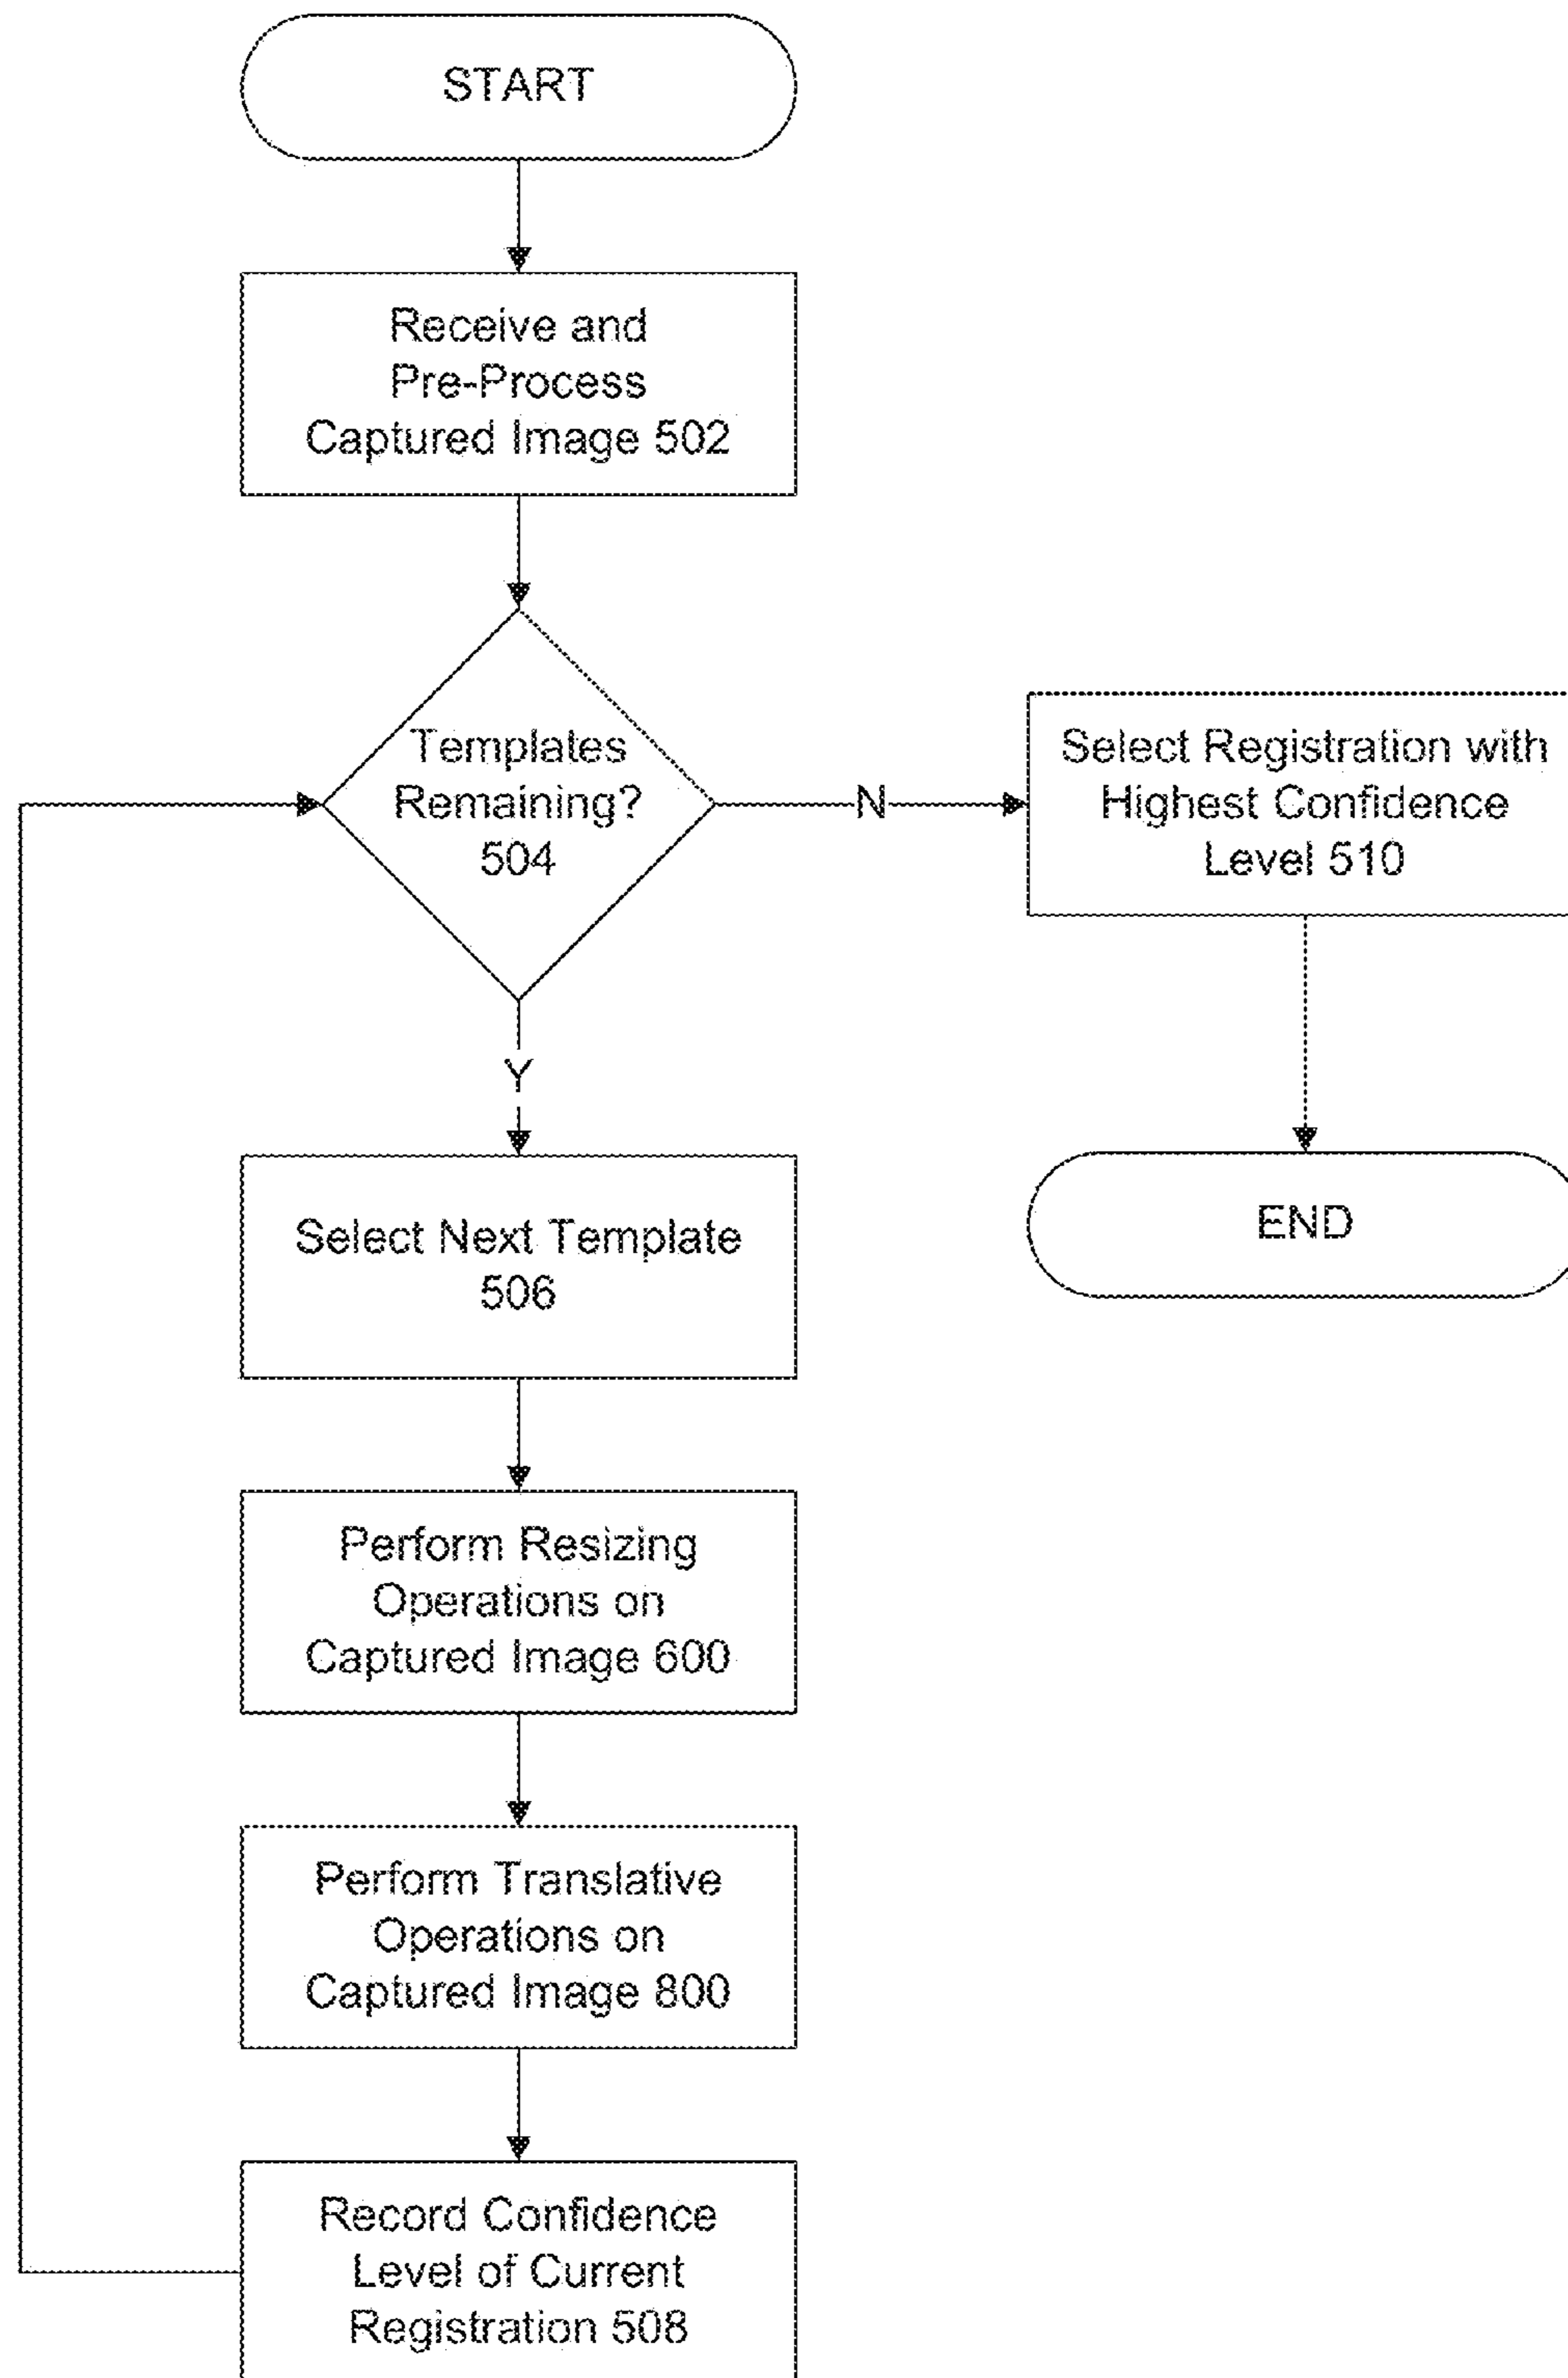 START
Receive and
Pre-Process
Captured Image 502
Templates
Remaining?
504
N
Select Registration with
Highest Confidence
Level 510
Y
Select Next Template
506
END
Perform Resizing
Operations on
Captured Image 600
Perform Translative
Operations on
Captured Image 800
Record Confidence
Level of Current
Registration 508